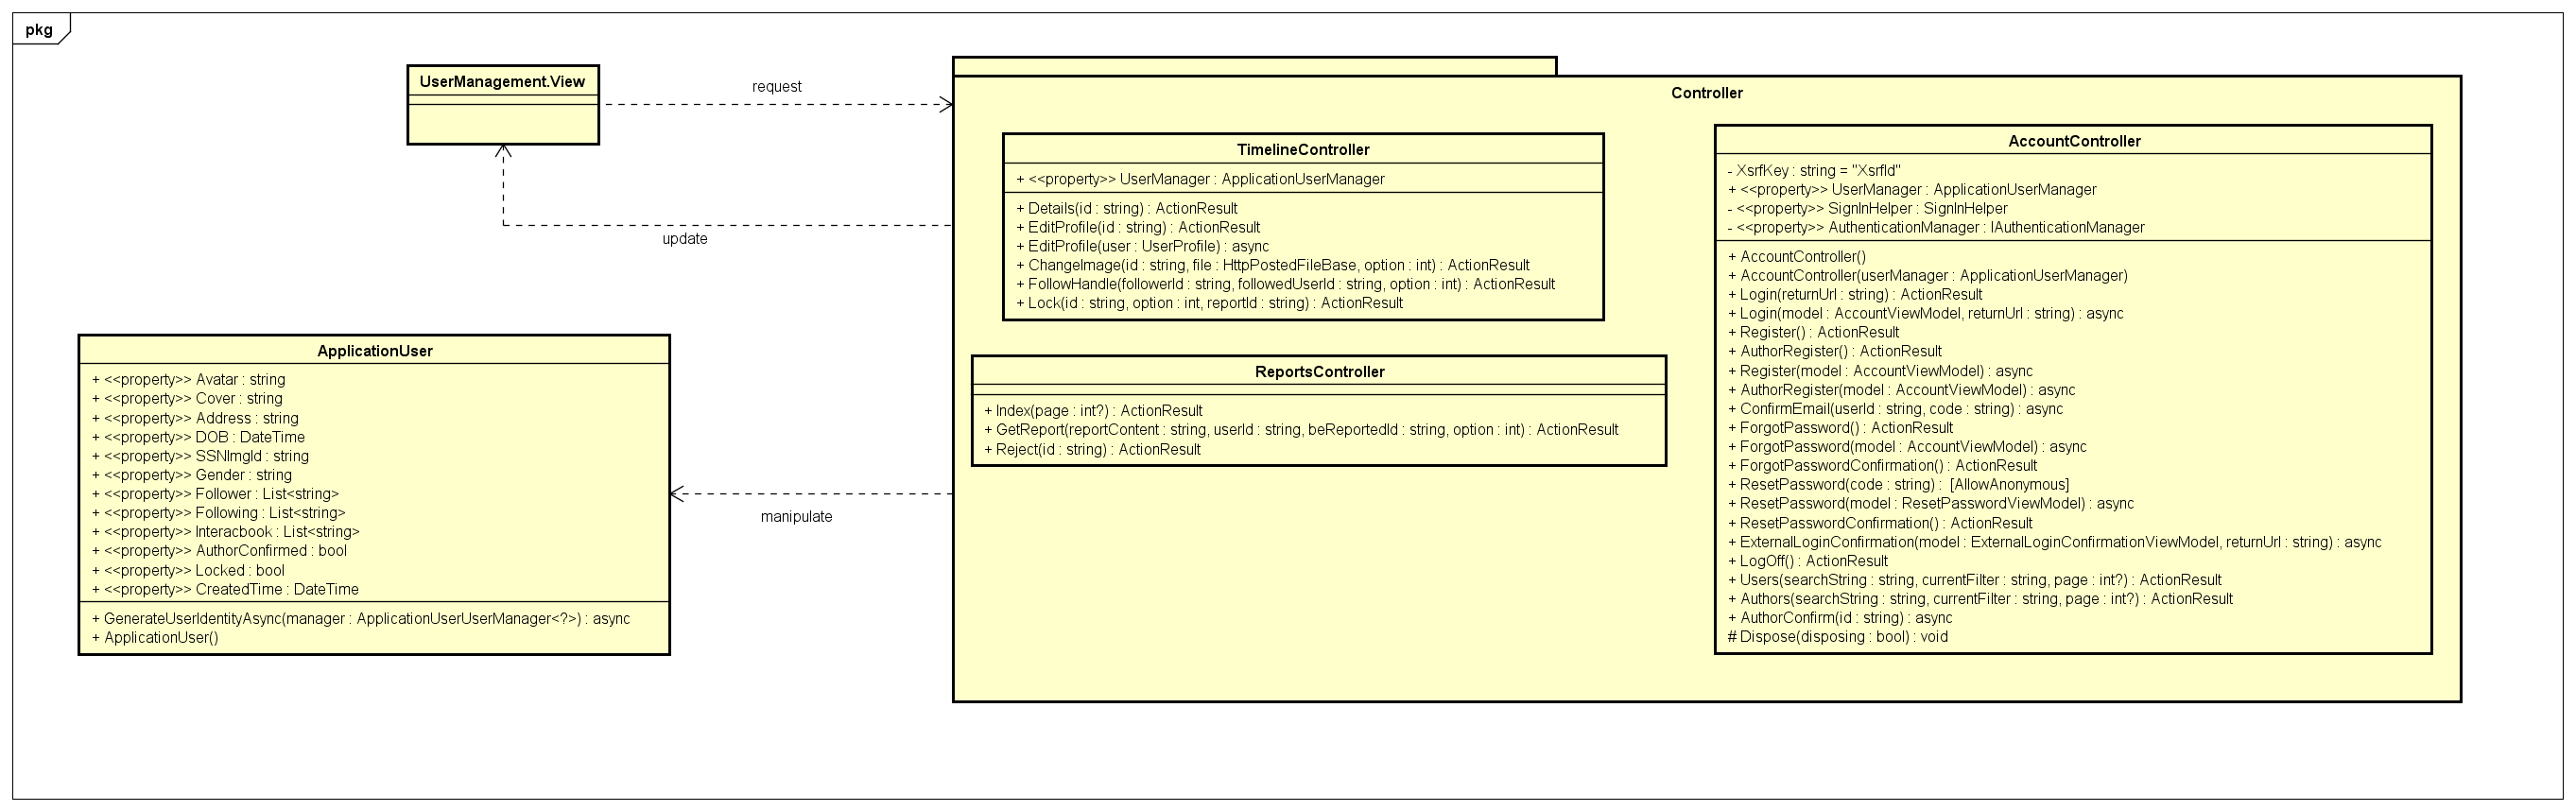 pkg
UserManagement.View
request
update
Controller
TimelineController
+ <<property>> UserManager : ApplicationUserManager
+ Details(id : string) : ActionResult
+ EditProfile(id : string) : ActionResult
+ EditProfile(user : UserProfile) : async
+ ChangeImage(id : string, file : HttpPostedFileBase, option : int) : ActionResult
+ FollowHandle(followerId : string, followedUserId : string, option : int) : ActionResult
+ Lock(id : string, option : int, reportId : string) : ActionResult
ReportsController
+ Index(page : int?) : ActionResult
+ GetReport(reportContent : string, userId : string, beReportedId : string, option : int) : ActionResult
+ Reject(id : string) : ActionResult
AccountController
- XsrfKey : string = "XsrfId"
+ <<property>> UserManager : ApplicationUserManager
- <<property>> SignInHelper : SignInHelper
- <<property>> AuthenticationManager : IAuthenticationManager
+ AccountController()
+ AccountController(userManager : ApplicationUserManager)
+ Login(returnUrl : string) : ActionResult
+ Login(model : AccountViewModel, returnUrl : string) : async
+ Register() : ActionResult
+ AuthorRegister() : ActionResult
+ Register(model : AccountViewModel) : async
+ AuthorRegister(model : AccountViewModel) : async
+ ConfirmEmail(userId : string, code : string) : async
+ ForgotPassword() : ActionResult
+ ForgotPassword(model : AccountViewModel) : async
+ ForgotPasswordConfirmation() : ActionResult
+ ResetPassword(code : string) : [AllowAnonymous]
+ ResetPassword(model : ResetPasswordViewModel) : async
+ ResetPasswordConfirmation() : ActionResult
+ ExternalLoginConfirmation(model : ExternalLoginConfirmationViewModel, returnUrl : string) : async
+ LogOff() : ActionResult
+ Users(searchString : string, currentFilter : string, page : int?) : ActionResult
+ Authors(searchString : string, currentFilter : string, page : int?) : ActionResult
+ AuthorConfirm(id : string) : async
# Dispose(disposing : bool) : void
ApplicationUser
+ <<property>> Avatar : string
+ <<property>> Cover : string
+ <<property>> Address : string
+ <<property>> DOB : DateTime
+ <<property>> SSNImgId : string
+ <<property>> Gender : string
+ <<property>> Follower : List<string>
+ <<property>> Following : List<string>
+ <<property>> Interacbook : List<string>
+ <<property>> AuthorConfirmed : bool
+ <<property>> Locked : bool
+ <<property>> CreatedTime : DateTime
+ GenerateUserIdentityAsync(manager : ApplicationUserUserManager<?>) : async
+ ApplicationUser()
manipulate